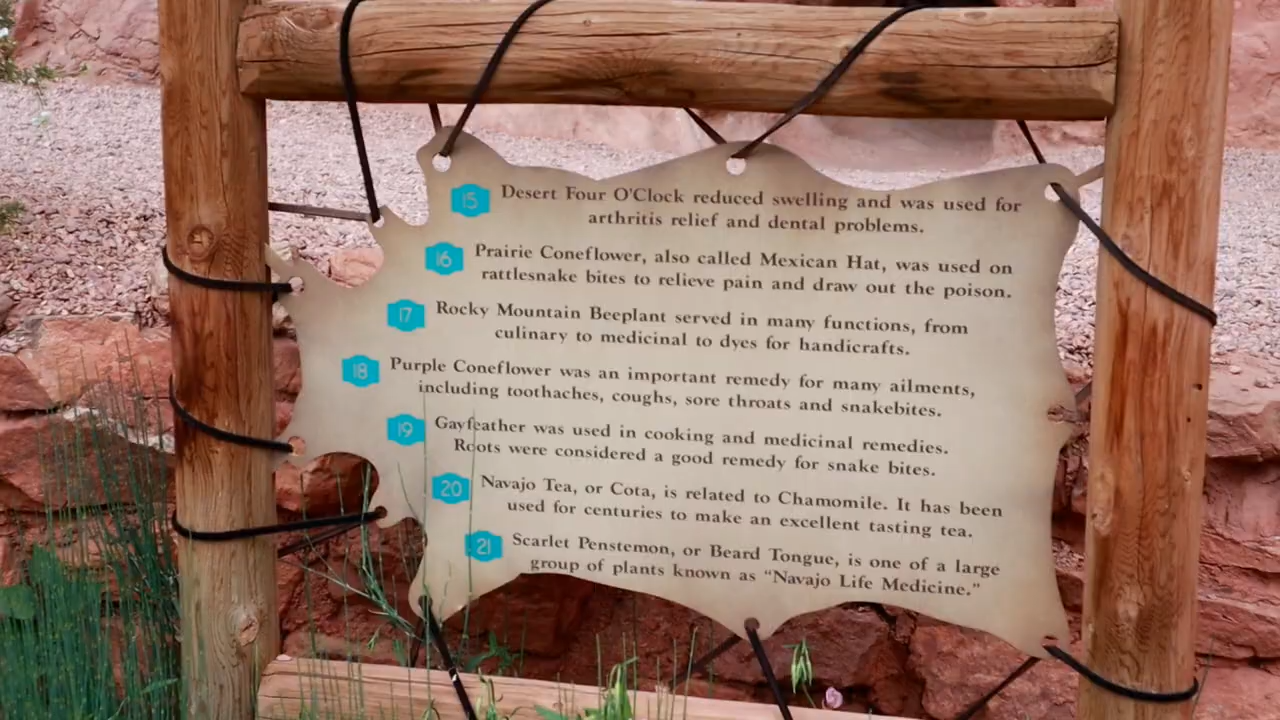 15 Desert Four O'Clock reduced swelling and was used for
arthritis relief and dental problems.
16 Prairie Coneflower, also called Mexican Hat, was used on
rattlesnake bites to relieve pain and draw out the poison.
17 Rocky Mountain Beeplant served in many functions, from
culinary to medicinal to dyes for handicrafts.
18 Purple Coneflower was an important remedy for many ailments,
including toothaches, coughs, sore throats and snakebites.
19 Gayfeather was used in cooking and medicinal remedies.
Roots were considered a good remedy for snake bites.
20 Navajo Tea, or Cota, is related to Chamomile. It has been
used for centuries to make an excellent tasting tea.
21 Scarlet Penstemon, or Beard Tongue, is one of a large
group of plants known as “Navajo Life Medicine.”